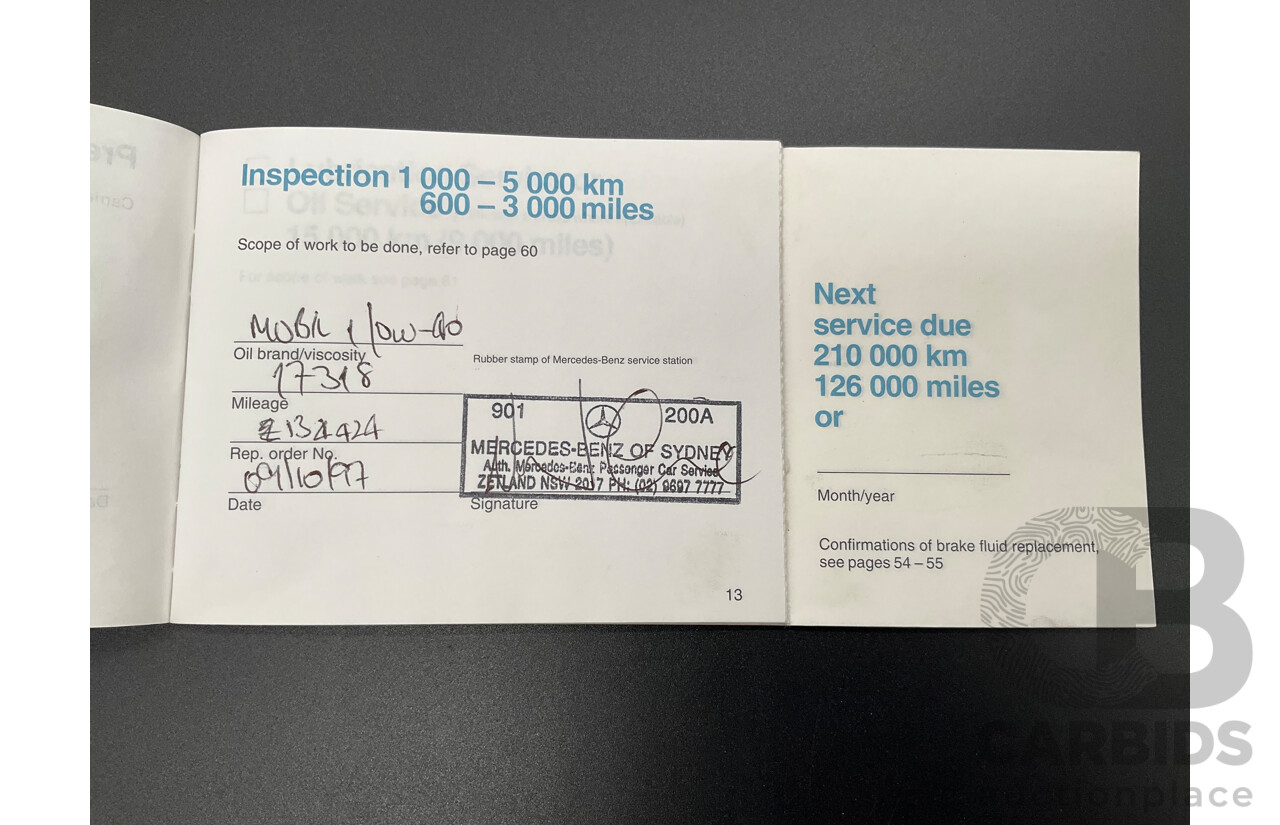 Inspection 1 000 – 5 000 km
600 – 3 000 miles
Scope of work to be done, refer to page 60
Mobil 1 10w-40
Oil brand/viscosity
17318
Mileage
Rep. order No.
09/10/97
Date
Rubber stamp of Mercedes-Benz service station
901 200A
MERCEDES-BENZ OF SYDNEY
Auth. Mercedes-Benz Passenger Car Service
ZETLAND NSW 2017 PH: (02) 9697 7777
Signature
13
Next
service due
210 000 km
126 000 miles
or
Month/year
Confirmations of brake fluid replacement,
see pages 54 – 55
CARBIDS
auctionplace